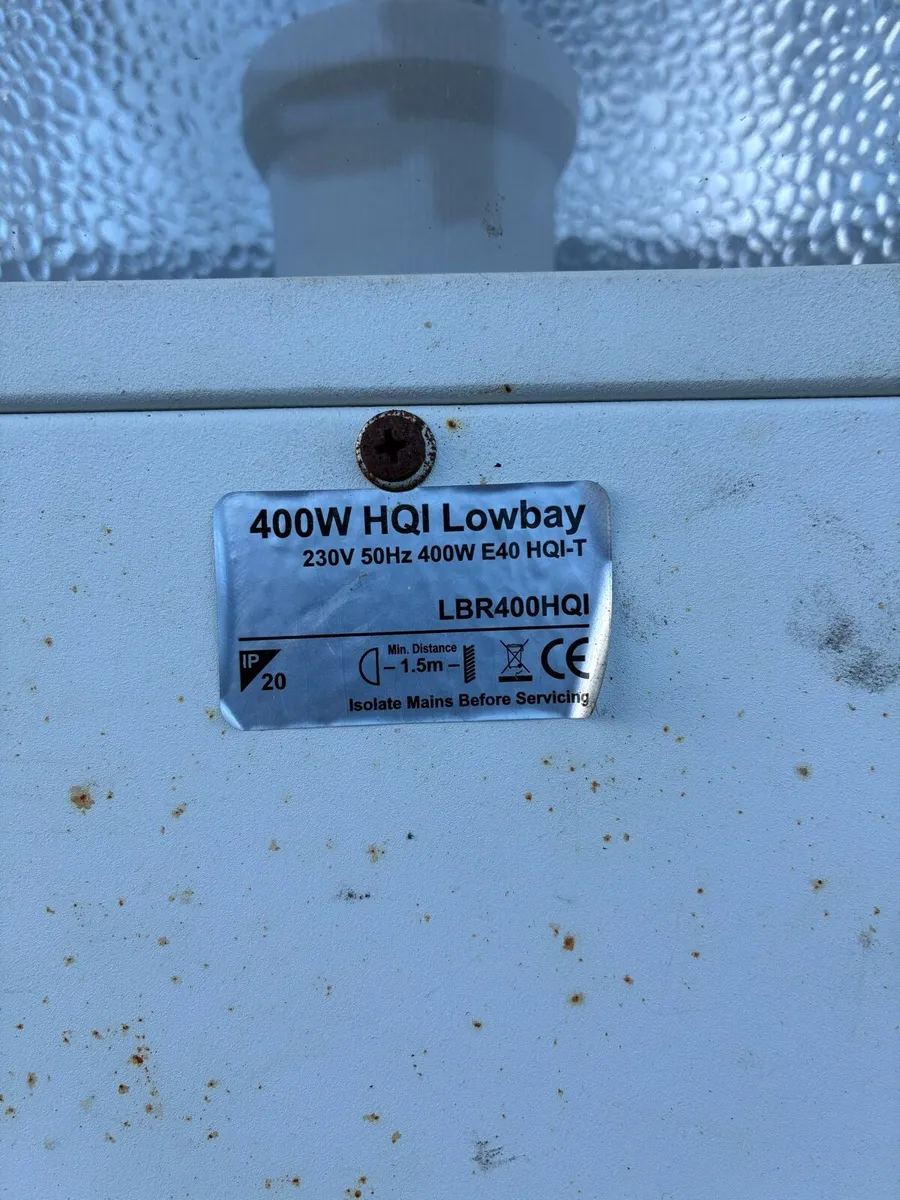 400W HQI Lowbay
230V 50Hz 400W E40 HQI-T
LBR400HQI
IP 20
Min. Distance
1.5m
CE
Isolate Mains Before Servicing